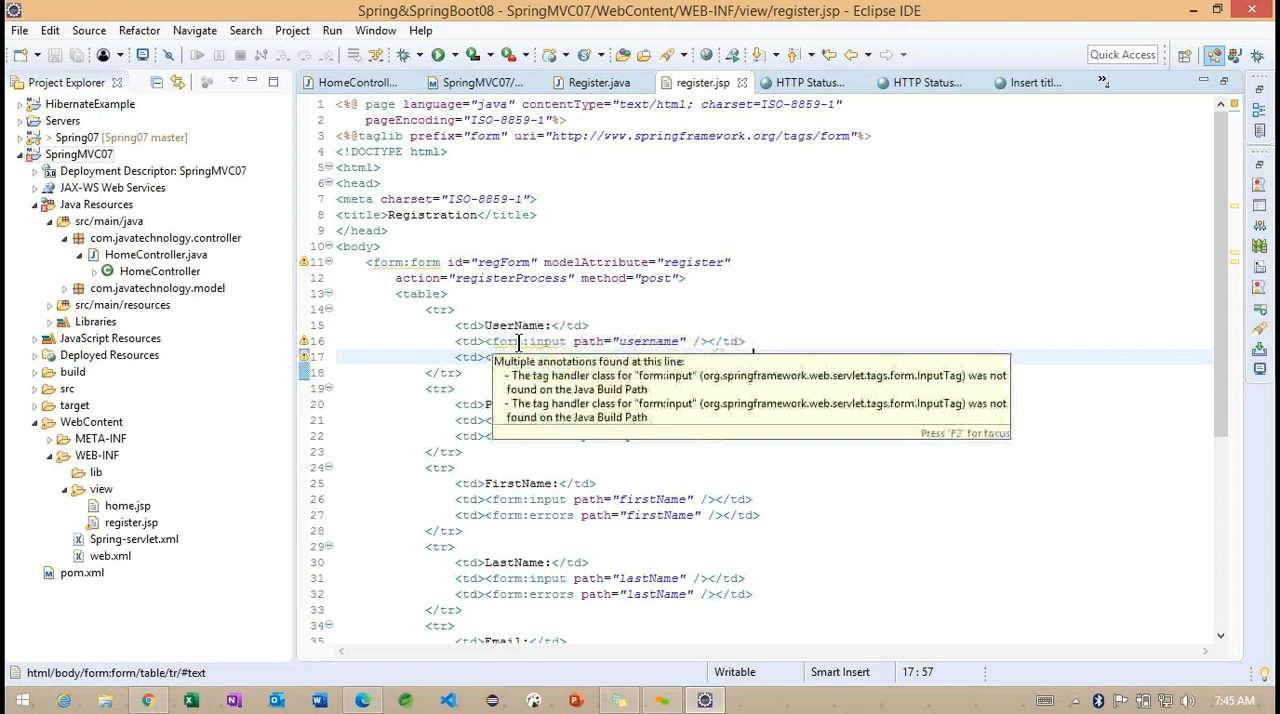 Spring&SpringBoot08 - SpringMVC07/WebContent/WEB-INF/view/register.jsp - Eclipse IDE
File Edit Source Refactor Navigate Search Project Run Window Help
Quick Access
Project Explorer
HomeControll...
SpringMVC07/...
Register.java
register.jsp
HTTP Status...
HTTP Status...
Insert titl...
»4
HibernateExample
Servers
> Spring07 [Spring07 master]
SpringMVC07
Deployment Descriptor: SpringMVC07
JAX-WS Web Services
Java Resources
src/main/java
com.javatechnology.controller
HomeController.java
HomeController
com.javatechnology.model
src/main/resources
Libraries
JavaScript Resources
Deployed Resources
build
src
target
WebContent
META-INF
WEB-INF
lib
view
home.jsp
register.jsp
Spring-servlet.xml
web.xml
pom.xml
1 <%@ page language="java" contentType="text/html; charset=ISO-8859-1"
2 pageEncoding="ISO-8859-1"%>
3 <%@taglib prefix="form" uri="http://www.springframework.org/tags/form"%>
4 <!DOCTYPE html>
5 <html>
6 <head>
7 <meta charset="ISO-8859-1">
8 <title>Registration</title>
9 </head>
10 <body>
11 <form:form id="regForm" modelAttribute="register"
12 action="registerProcess" method="post">
13 <table>
14 <tr>
15 <td>UserName:</td>
16 <td><form:input path="username" /></td>
17 <td><
18 </tr>
19 <tr>
20 <td>P
21 <td><
22 <td><
23 </tr>
24 <tr>
25 <td>FirstName:</td>
26 <td><form:input path="firstName" /></td>
27 <td><form:errors path="firstName" /></td>
28 </tr>
29 <tr>
30 <td>LastName:</td>
31 <td><form:input path="lastName" /></td>
32 <td><form:errors path="lastName" /></td>
33 </tr>
34 <tr>
35 <td>Email:</td>
Multiple annotations found at this line:
- The tag handler class for "form:input" (org.springframework.web.servlet.tags.form.InputTag) was not
found on the Java Build Path
- The tag handler class for "form:input" (org.springframework.web.servlet.tags.form.InputTag) was not
found on the Java Build Path
Press 'F2' for focus
html/body/form:form/table/tr/#text
Writable
Smart Insert
17 : 57
7:45 AM